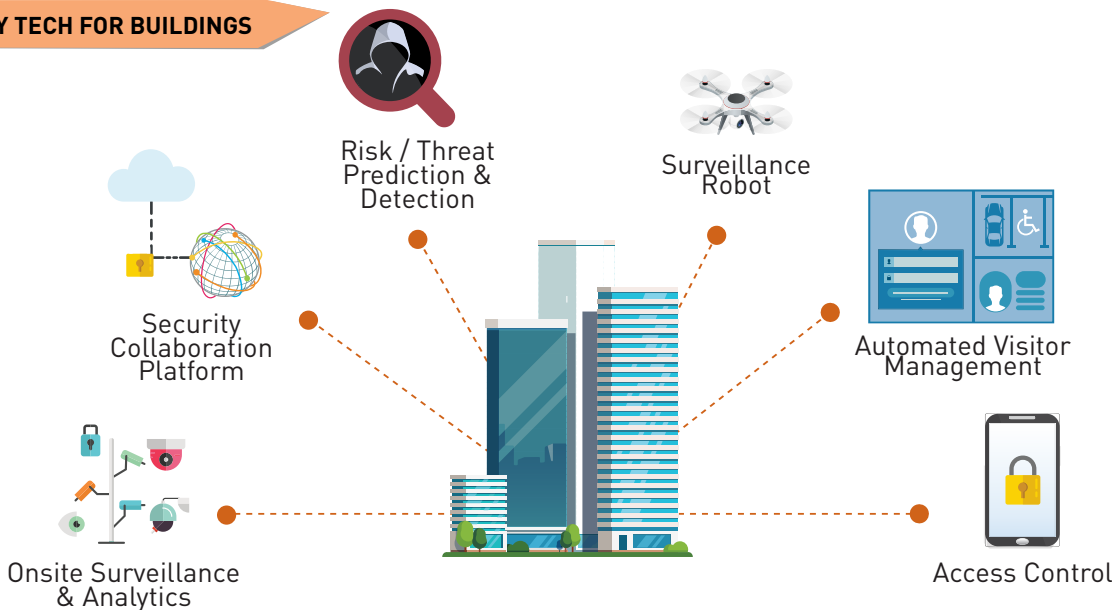 Y TECH FOR BUILDINGS
Risk / Threat
Prediction &
Detection
Surveillance
Robot
Security
Collaboration
Platform
Automated Visitor
Management
Onsite Surveillance
& Analytics
Access Control